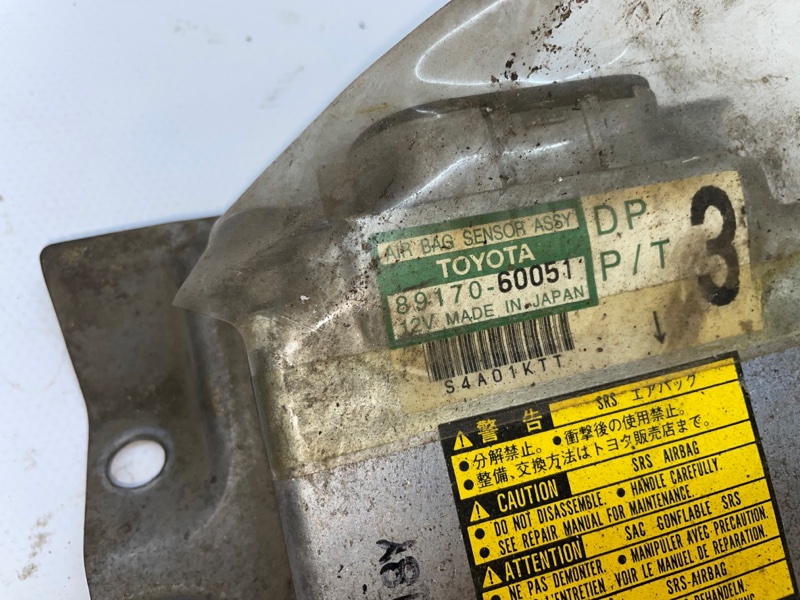 AIR BAG SENSOR ASSY
TOYOTA
89170-60051
12V MADE IN JAPAN
DP
P/T
3
↓
S4A01KTT
警告
SRS エアバッグ
•分解禁止。 •衝撃後の使用禁止。
•整備、交換方法はトヨタ販売店まで。
CAUTION
SRS AIRBAG
• DO NOT DISASSEMBLE. • HANDLE CAREFULLY.
• SEE REPAIR MANUAL FOR MAINTENANCE.
ATTENTION
SAC GONFLABLE SRS
• NE PAS DEMONTER. • MANIPULER AVEC PRECAUTION.
L'ENTRETIEN, VOIR LE MANUEL DE REPARATION.
SRS-AIRBAG
BEHANDELN.